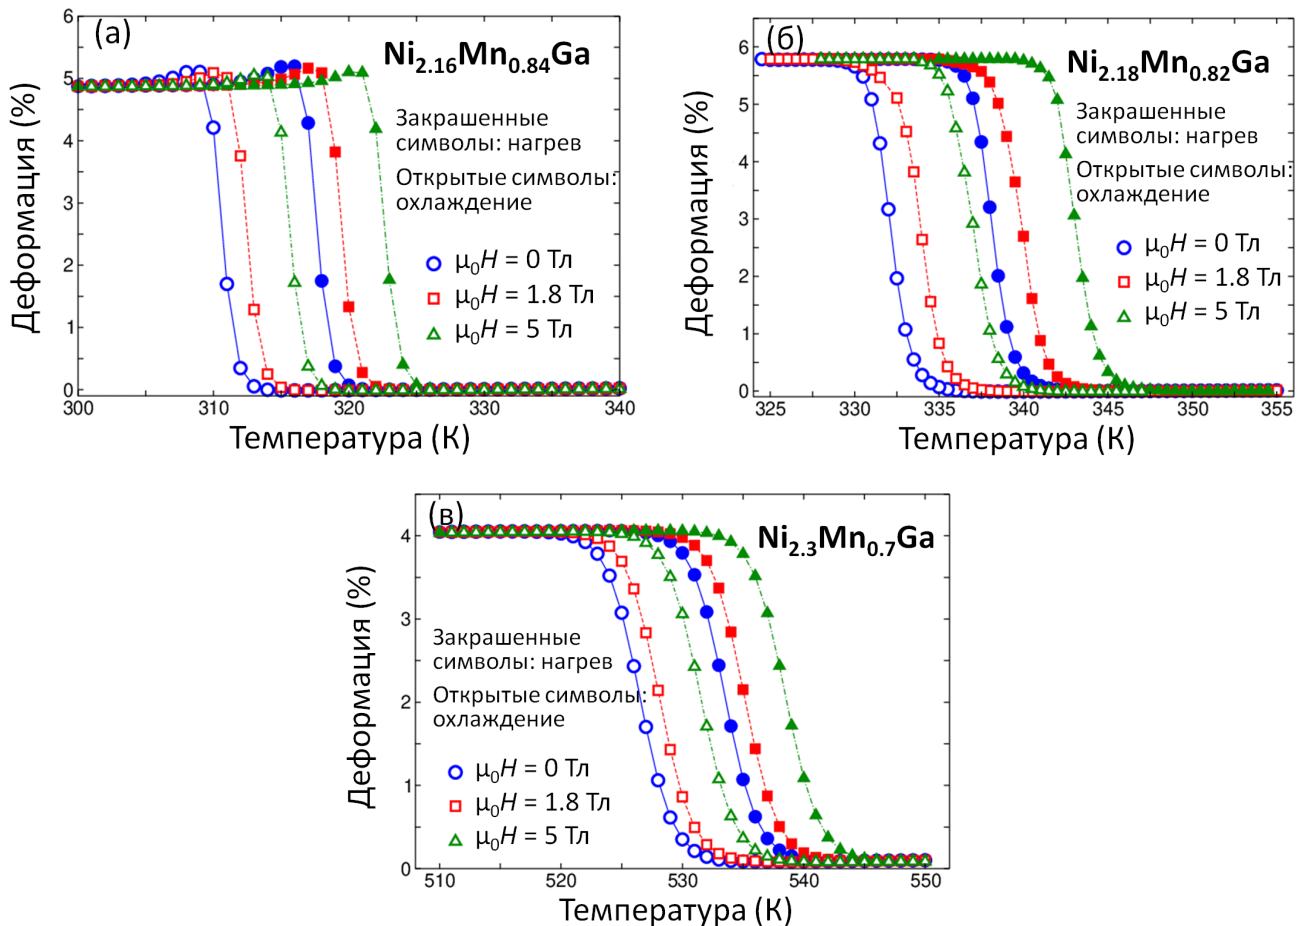 (а)
Ni2.16Mn0.84Ga
Деформация (%)
6
5
4
3
2
1
0
Закрашенные
символы: нагрев
Открытые символы:
охлаждение
μ0H = 0 Тл
μ0H = 1.8 Тл
μ0H = 5 Тл
300
310
320
330
340
Температура (К)
(б)
Ni2.18Mn0.82Ga
Деформация (%)
6
5
4
3
2
1
0
Закрашенные
символы: нагрев
Открытые символы:
охлаждение
μ0H = 0 Тл
μ0H = 1.8 Тл
μ0H = 5 Тл
325
330
335
340
345
350
355
Температура (К)
(в)
Ni2.3Mn0.7Ga
Деформация (%)
4
3
2
1
0
Закрашенные
символы: нагрев
Открытые символы:
охлаждение
μ0H = 0 Тл
μ0H = 1.8 Тл
μ0H = 5 Тл
510
520
530
540
550
Температура (К)